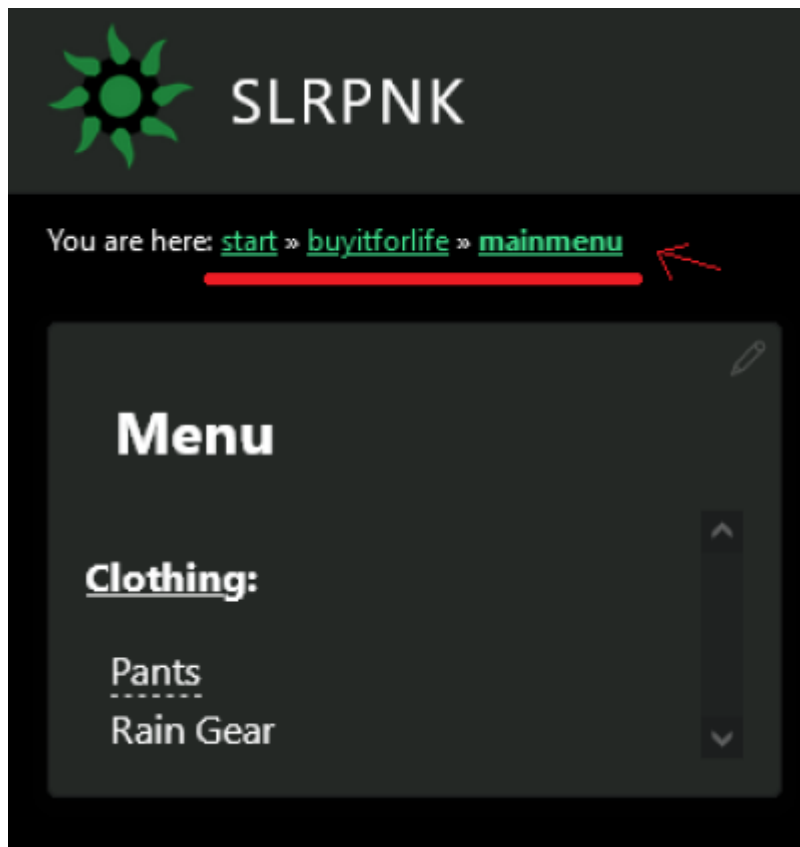 SLRPNK
You are here: start » buyitforlife » mainmenu
Menu
Clothing:
Pants
Rain Gear